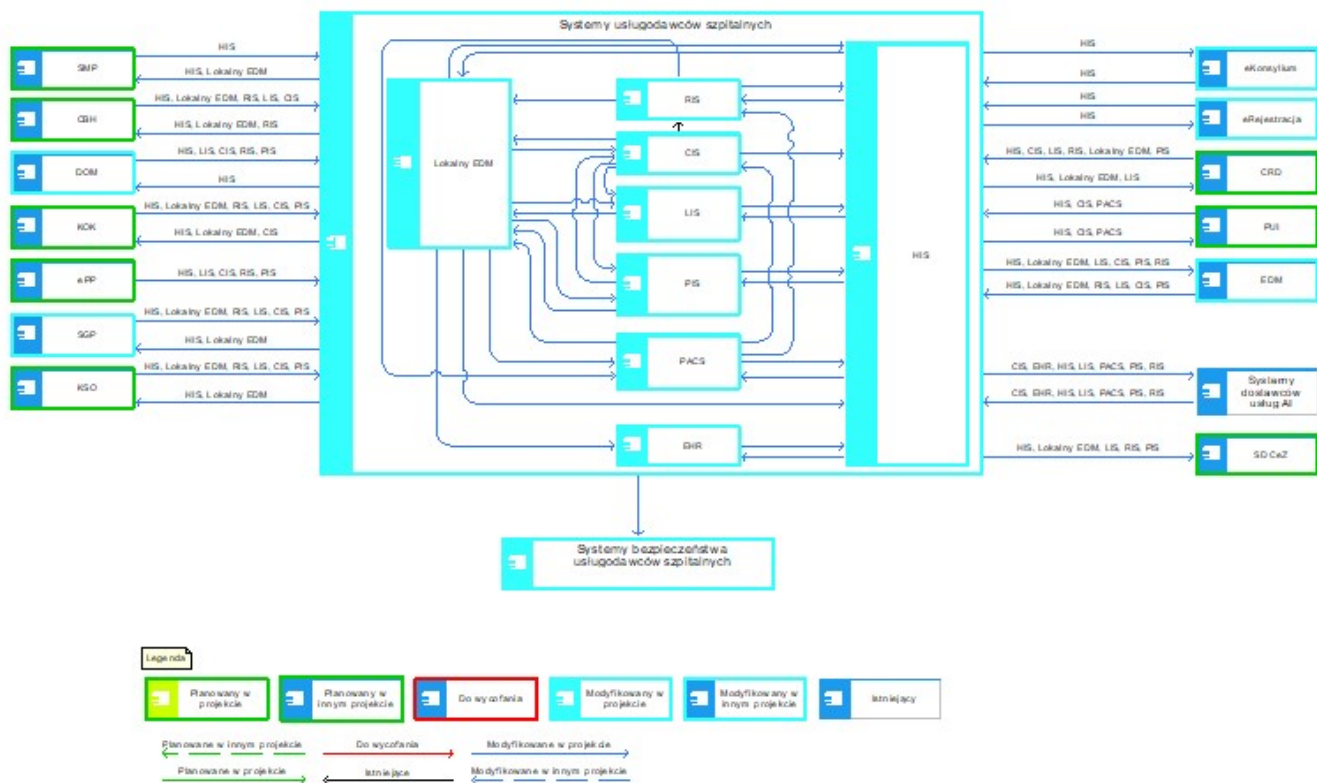 Systemy usługodawców szpitalnych
SMP
HIS
HIS, Lokalny EDM
CBH
HIS, Lokalny EDM, RIS, LIS, CIS
HIS, Lokalny EDM, RIS
DOM
HIS, LIS, CIS, RIS, PIS
HIS
KOK
HIS, Lokalny EDM, RIS, LIS, CIS, PIS
HIS, Lokalny EDM, CIS
ePP
HIS, LIS, CIS, RIS, PIS
SGP
HIS, Lokalny EDM, RIS, LIS, CIS, PIS
HIS, Lokalny EDM
KSO
HIS, Lokalny EDM, RIS, LIS, CIS, PIS
HIS, Lokalny EDM
Lokalny EDM
RIS
CIS
LIS
PIS
PACS
EHR
HIS
HIS
HIS
eKonsylium
HIS
HIS
eRejestracja
HIS, CIS, LIS, RIS, Lokalny EDM, PIS
HIS, Lokalny EDM, LIS
CRD
HIS, CIS, PACS
HIS, CIS, PACS
PUI
HIS, Lokalny EDM, LIS, CIS, PIS, RIS
HIS, Lokalny EDM, RIS, LIS, CIS, PIS
EDM
CIS, EHR, HIS, LIS, PACS, PIS, RIS
CIS, EHR, HIS, LIS, PACS, PIS, RIS
Systemy
dostawców
usług AI
HIS, Lokalny EDM, LIS, RIS, PIS
SD CeZ
Systemy bezpieczeństwa
usługodawców szpitalnych
Legenda
Planowany w
projekcie
Planowany w
innym projekcie
Do wycofania
Modyfikowany w
projekcie
Modyfikowany w
innym projekcie
Istniejący
Planowane w innym projekcie
Do wycofania
Modyfikowane w projekcie
Planowane w projekcie
Istniejące
Modyfikowane w innym projekcie